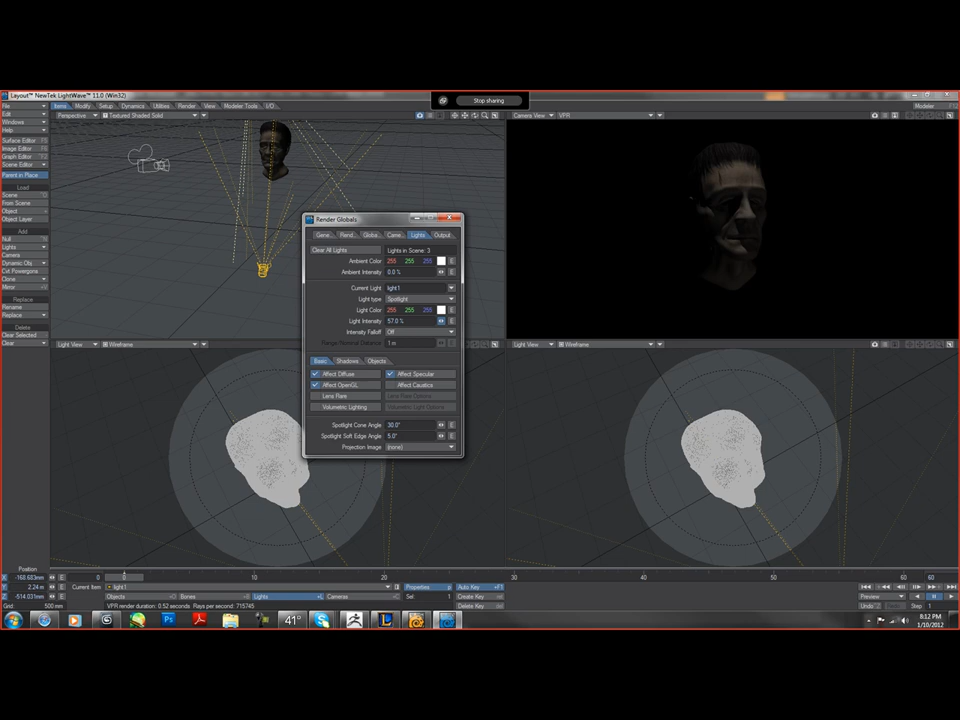 Layout™ NewTek LightWave™ 11.0 (Win32)
Stop sharing
File
Items Modify Setup Dynamics Utilities Render View Modeler Tools I/O
Modeler F12
Edit
Windows
Help
Perspective Textured Shaded Solid
Camera View VPR
Surface Editor F5
Image Editor F6
Graph Editor F2
Scene Editor
Parent in Place
Load
Scene
From Scene
Object
Object Layer
Add
Null
Lights
Camera
Dynamic Obj
Cvt Powergons
Clone
Mirror
Replace
Rename
Replace
Delete
Clear Selected
Clear
Render Globals
Gene Rend Globa Came Lights Output
Clear All Lights Lights in Scene: 3
Ambient Color 255 255 255 E
Ambient Intensity 0.0 % E
Current Light light1
Light type Spotlight
Light Color 255 255 255 E
Light Intensity 57.0 % E
Intensity Falloff Off
Range/Nominal Distance 1 m E
Basic Shadows Objects
Affect Diffuse Affect Specular
Affect OpenGL Affect Caustics
Lens Flare Lens Flare Options
Volumetric Lighting Volumetric Light Options
Spotlight Cone Angle 30.0° E
Spotlight Soft Edge Angle 5.0° E
Projection Image (none)
Light View Wireframe
Light View Wireframe
Position
X -168.683mm E
Y 2.24 m E
Z -514.031mm E
Grid: 500 mm
0 0 10 20 30 40 50 60 60
Current Item light1 Properties p Auto Key
Objects Bones Lights Cameras Sel: 1 Create Key
VPR render duration: 0.52 seconds Rays per second: 715745 Delete Key
Preview
Undo Step 1
41°
8:12 PM
1/10/2012